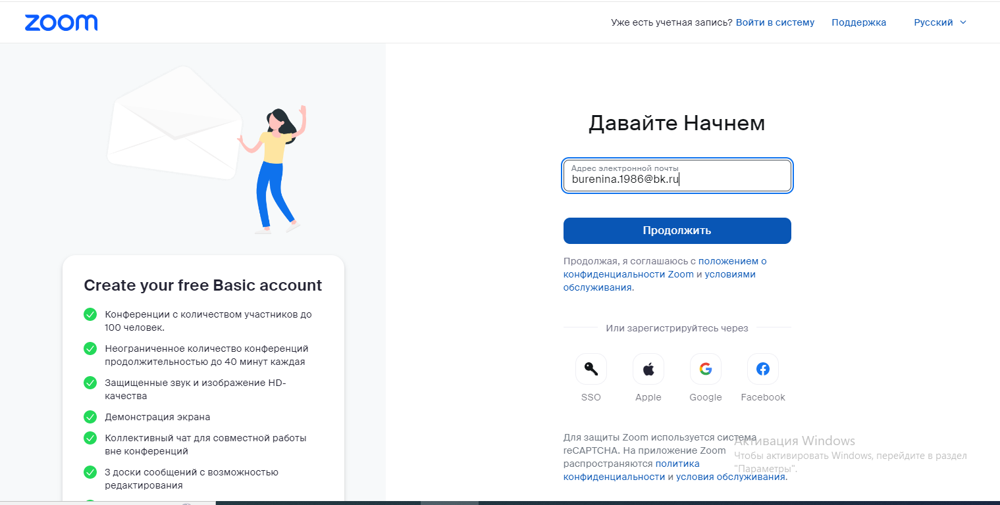 zoom
Уже есть учетная запись? Войти в систему
Поддержка
Русский
Create your free Basic account
Конференции с количеством участников до
100 человек.
Неограниченное количество конференций
продолжительностью до 40 минут каждая
Защищенные звук и изображение HD-
качества
Демонстрация экрана
Коллективный чат для совместной работы
вне конференций
3 доски сообщений с возможностью
редактирования
Давайте Начнем
Адрес электронной почты
burenina.1986@bk.ru
Продолжить
Продолжая, я соглашаюсь с положением о
конфиденциальности Zoom и условиями
обслуживания.
Или зарегистрируйтесь через
SSO
Apple
Google
Facebook
Для защиты Zoom используется система
reCAPTCHA. На приложение Zoom
распространяются политика
конфиденциальности и условия обслуживания.
Активация Windows
Чтобы активировать Windows, перейдите в раздел
"Параметры".